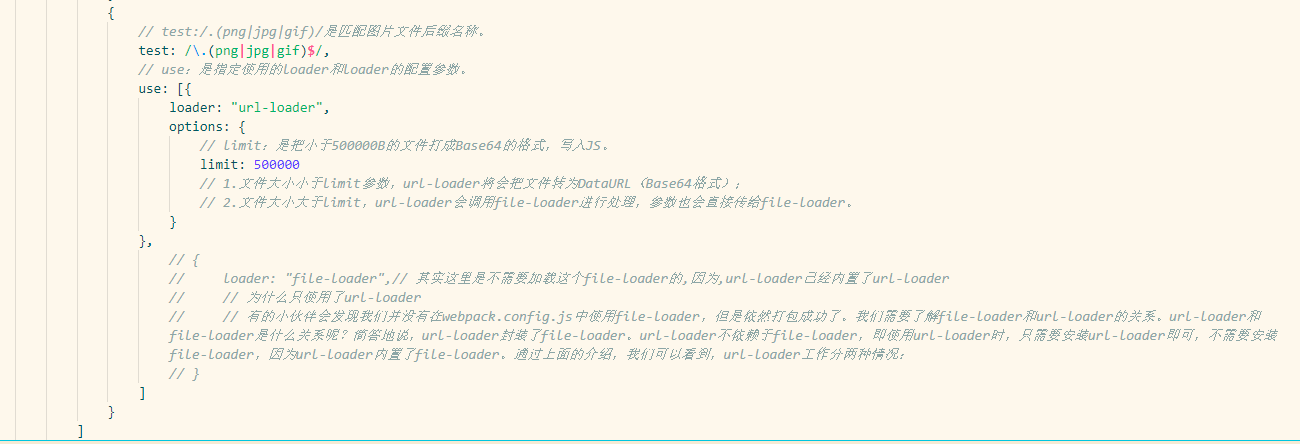 {
// test:/.(png|jpg|gif)/是匹配图片文件后缀名称。
test: /\.(png|jpg|gif)$/,
// use：是指定使用的loader和loader的配置参数。
use: [{
loader: "url-loader",
options: {
// limit：是把小于500000B的文件打成Base64的格式，写入JS。
limit: 500000
// 1.文件大小小于limit参数，url-loader将会把文件转为DataURL（Base64格式）；
// 2.文件大小大于limit，url-loader会调用file-loader进行处理，参数也会直接传给file-loader。
}
},
// {
//     loader: "file-loader",// 其实这里是不需要加载这个file-loader的,因为,url-loader已经内置了url-loader
//     // 为什么只使用了url-loader
//     // 有的小伙伴会发现我们并没有在webpack.config.js中使用file-loader，但是依然打包成功了。我们需要了解file-loader和url-loader的关系。url-loader和
file-loader是什么关系呢？简答地说，url-loader封装了file-loader。url-loader不依赖于file-loader，即使用url-loader时，只需要安装url-loader即可，不需要安装
file-loader，因为url-loader内置了file-loader。通过上面的介绍，我们可以看到，url-loader工作分两种情况：
// }
]
}
]